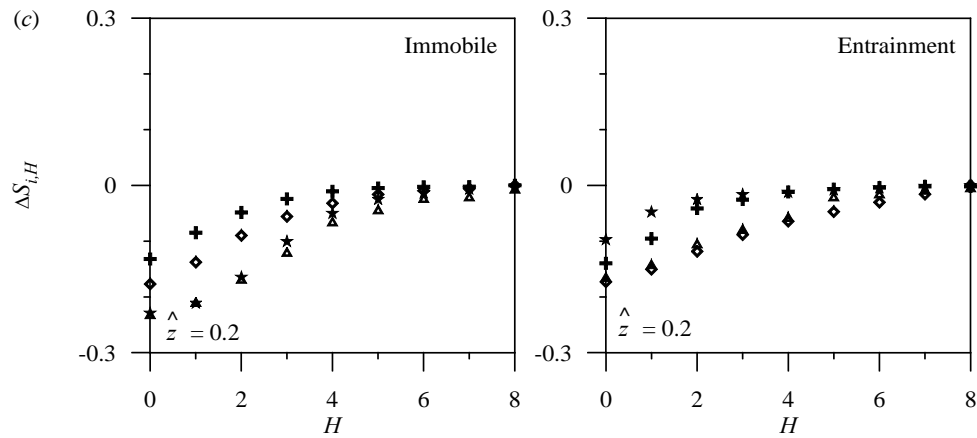 (c)
0.3
0
-0.3
ΔS_{i,H}
Immobile
ẑ = 0.2
0 2 4 6 8
H
0.3
0
-0.3
Entrainment
ẑ = 0.2
0 2 4 6 8
H